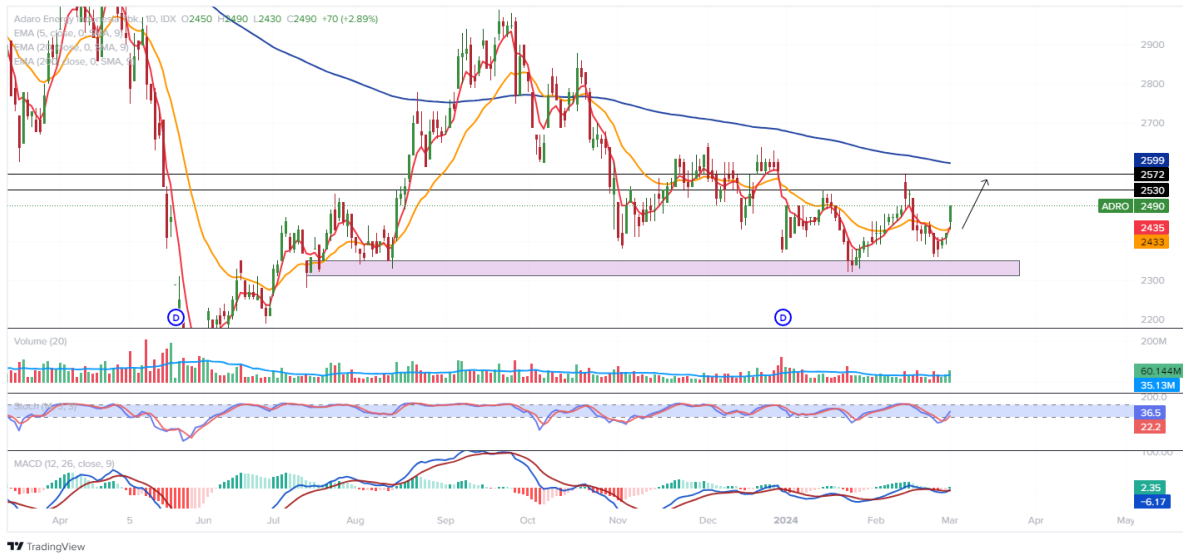 Adaro Energy Indonesia Tbk., 1D, IDX O2450 H2490 L2430 C2490 +70 (+2.89%)
EMA (5, close, 0, SMA, 9)
EMA (20, close, 0, SMA, 9)
EMA (200, close, 0, SMA, 9)
2900
2800
2700
2599
2572
2530
ADRO 2490
2435
2433
2300
2200
D
D
Volume (20)
200M
60.144M
35.13M
200.0
36.5
22.2
MACD (12, 26, close, 9)
100.00
2.35
−6.17
Apr 5 Jun Jul Aug Sep Oct Nov Dec 2024 Feb Mar Apr May
TradingView